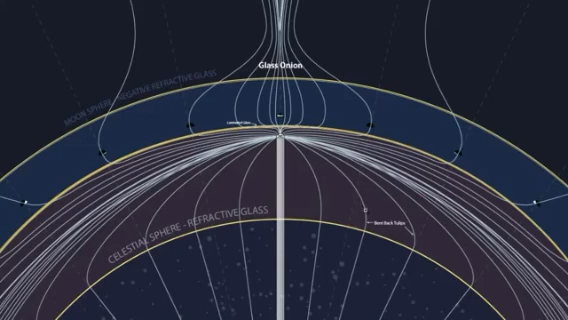 Glass Onion
MOON SPHERE - NEGATIVE REFRACTIVE GLASS
CELESTIAL SPHERE - REFRACTIVE GLASS
Bent Back Tulips